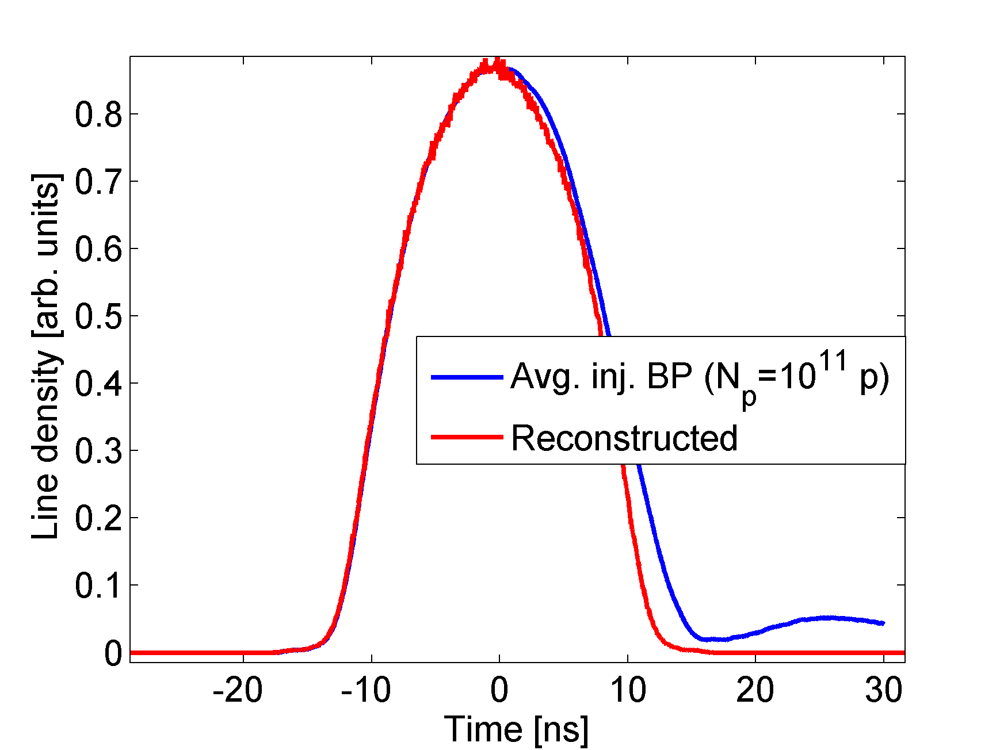 Line density [arb. units]
0.8
0.7
0.6
0.5
0.4
0.3
0.2
0.1
0
Avg. inj. BP (N_p=10^11 p)
Reconstructed
-20 -10 0 10 20 30
Time [ns]